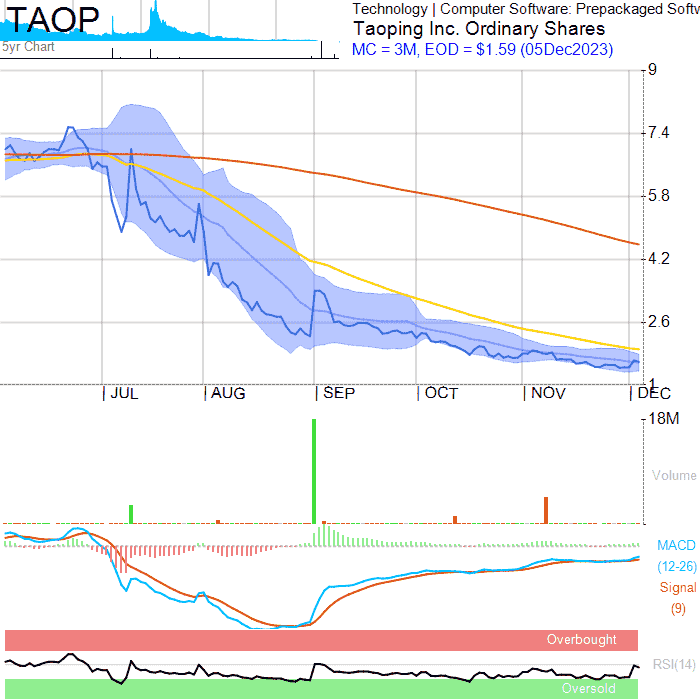 TAOP
5yr Chart
Technology | Computer Software: Prepackaged Softw
Taoping Inc. Ordinary Shares
MC = 3M, EOD = $1.59 (05Dec2023)
9
7.4
5.8
4.2
2.6
1
JUL AUG SEP OCT NOV DEC
18M
Volume
MACD
(12-26)
Signal
(9)
Overbought
RSI(14)
Oversold